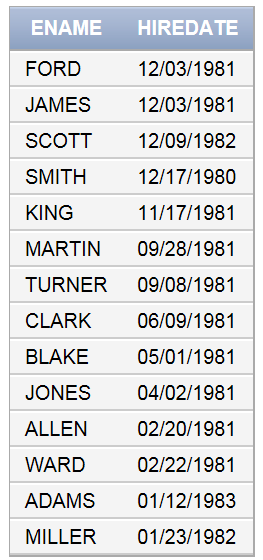 ENAME HIREDATE
FORD 12/03/1981
JAMES 12/03/1981
SCOTT 12/09/1982
SMITH 12/17/1980
KING 11/17/1981
MARTIN 09/28/1981
TURNER 09/08/1981
CLARK 06/09/1981
BLAKE 05/01/1981
JONES 04/02/1981
ALLEN 02/20/1981
WARD 02/22/1981
ADAMS 01/12/1983
MILLER 01/23/1982